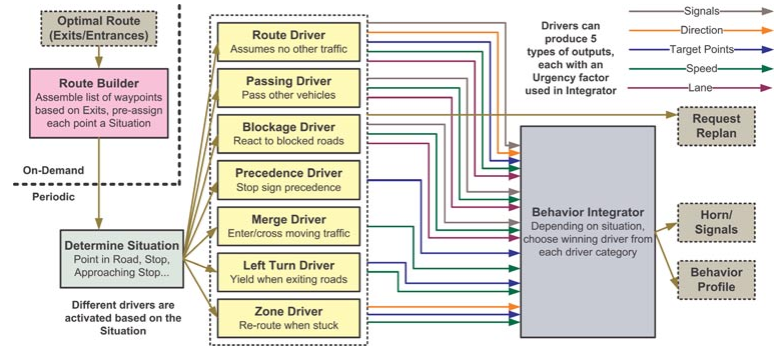 Optimal Route
(Exits/Entrances)
Route Builder
Assemble list of waypoints
based on Exits, pre-assign
each point a Situation
On-Demand
Periodic
Determine Situation
Point in Road, Stop,
Approaching Stop...
Different drivers are
activated based on the
Situation
Route Driver
Assumes no other traffic
Passing Driver
Pass other vehicles
Blockage Driver
React to blocked roads
Precedence Driver
Stop sign precedence
Merge Driver
Enter/cross moving traffic
Left Turn Driver
Yield when exiting roads
Zone Driver
Re-route when stuck
Drivers can
produce 5
types of outputs,
each with an
Urgency factor
used in Integrator
Signals
Direction
Target Points
Speed
Lane
Behavior Integrator
Depending on situation,
choose winning driver from
each driver category
Request
Replan
Horn/
Signals
Behavior
Profile